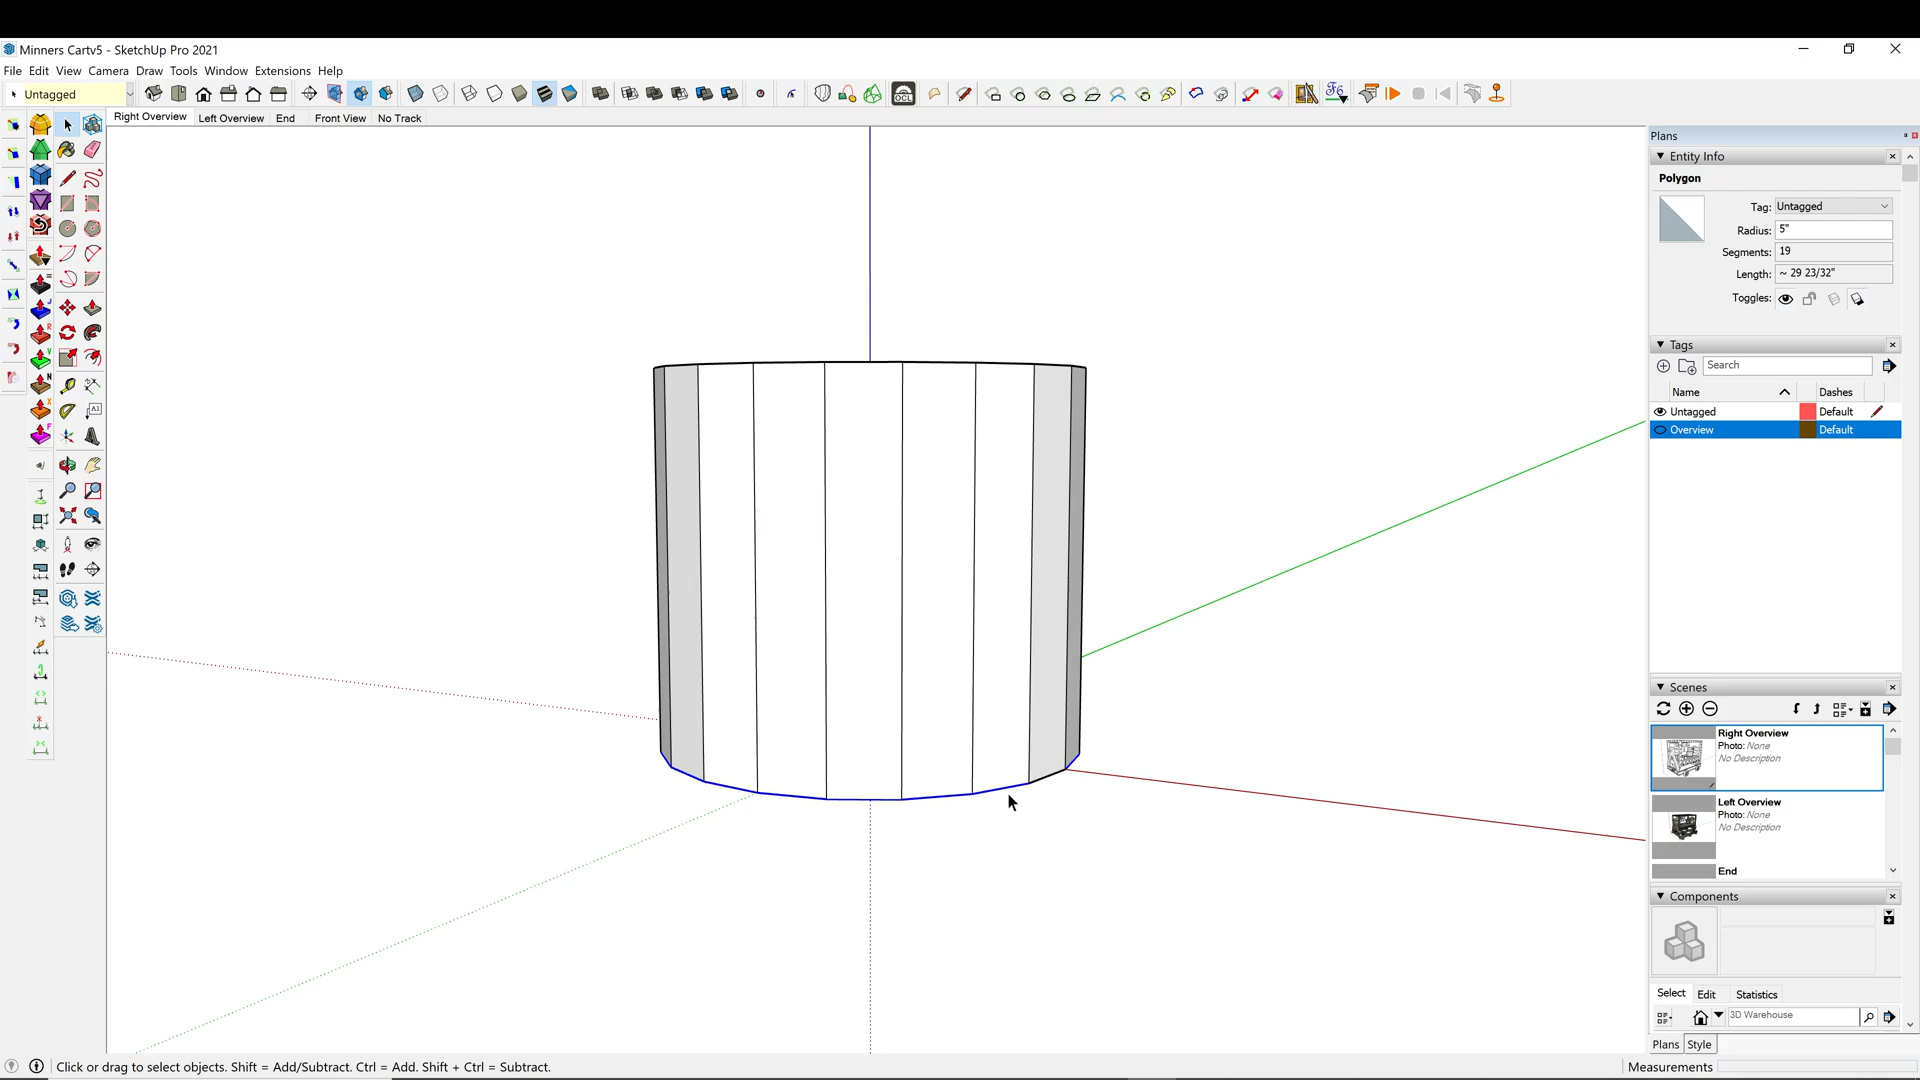 Minners Cartv5 - SketchUp Pro 2021
File Edit View Camera Draw Tools Window Extensions Help
Untagged
OCL
Right Overview Left Overview End Front View No Track
Plans
Entity Info
Polygon
Tag: Untagged
Radius: 5"
Segments: 19
Length: ~ 29 23/32"
Toggles:
Tags
Search
Name Dashes
Untagged Default
Overview Default
Scenes
Right Overview
Photo: None
No Description
Left Overview
Photo: None
No Description
End
Components
Select Edit Statistics
3D Warehouse
Plans Style
Click or drag to select objects. Shift = Add/Subtract. Ctrl = Add. Shift + Ctrl = Subtract.
Measurements